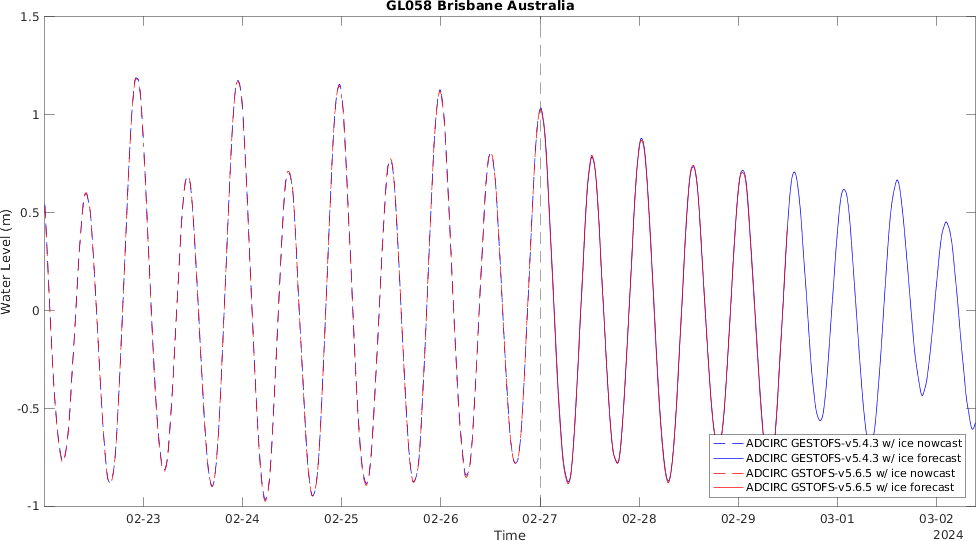 GL058 Brisbane Australia
1.5
1
0.5
0
-0.5
-1
Water Level (m)
02-23 02-24 02-25 02-26 02-27 02-28 02-29 03-01 03-02
Time
2024
ADCIRC GESTOFS-v5.4.3 w/ ice nowcast
ADCIRC GESTOFS-v5.4.3 w/ ice forecast
ADCIRC GSTOFS-v5.6.5 w/ ice nowcast
ADCIRC GSTOFS-v5.6.5 w/ ice forecast